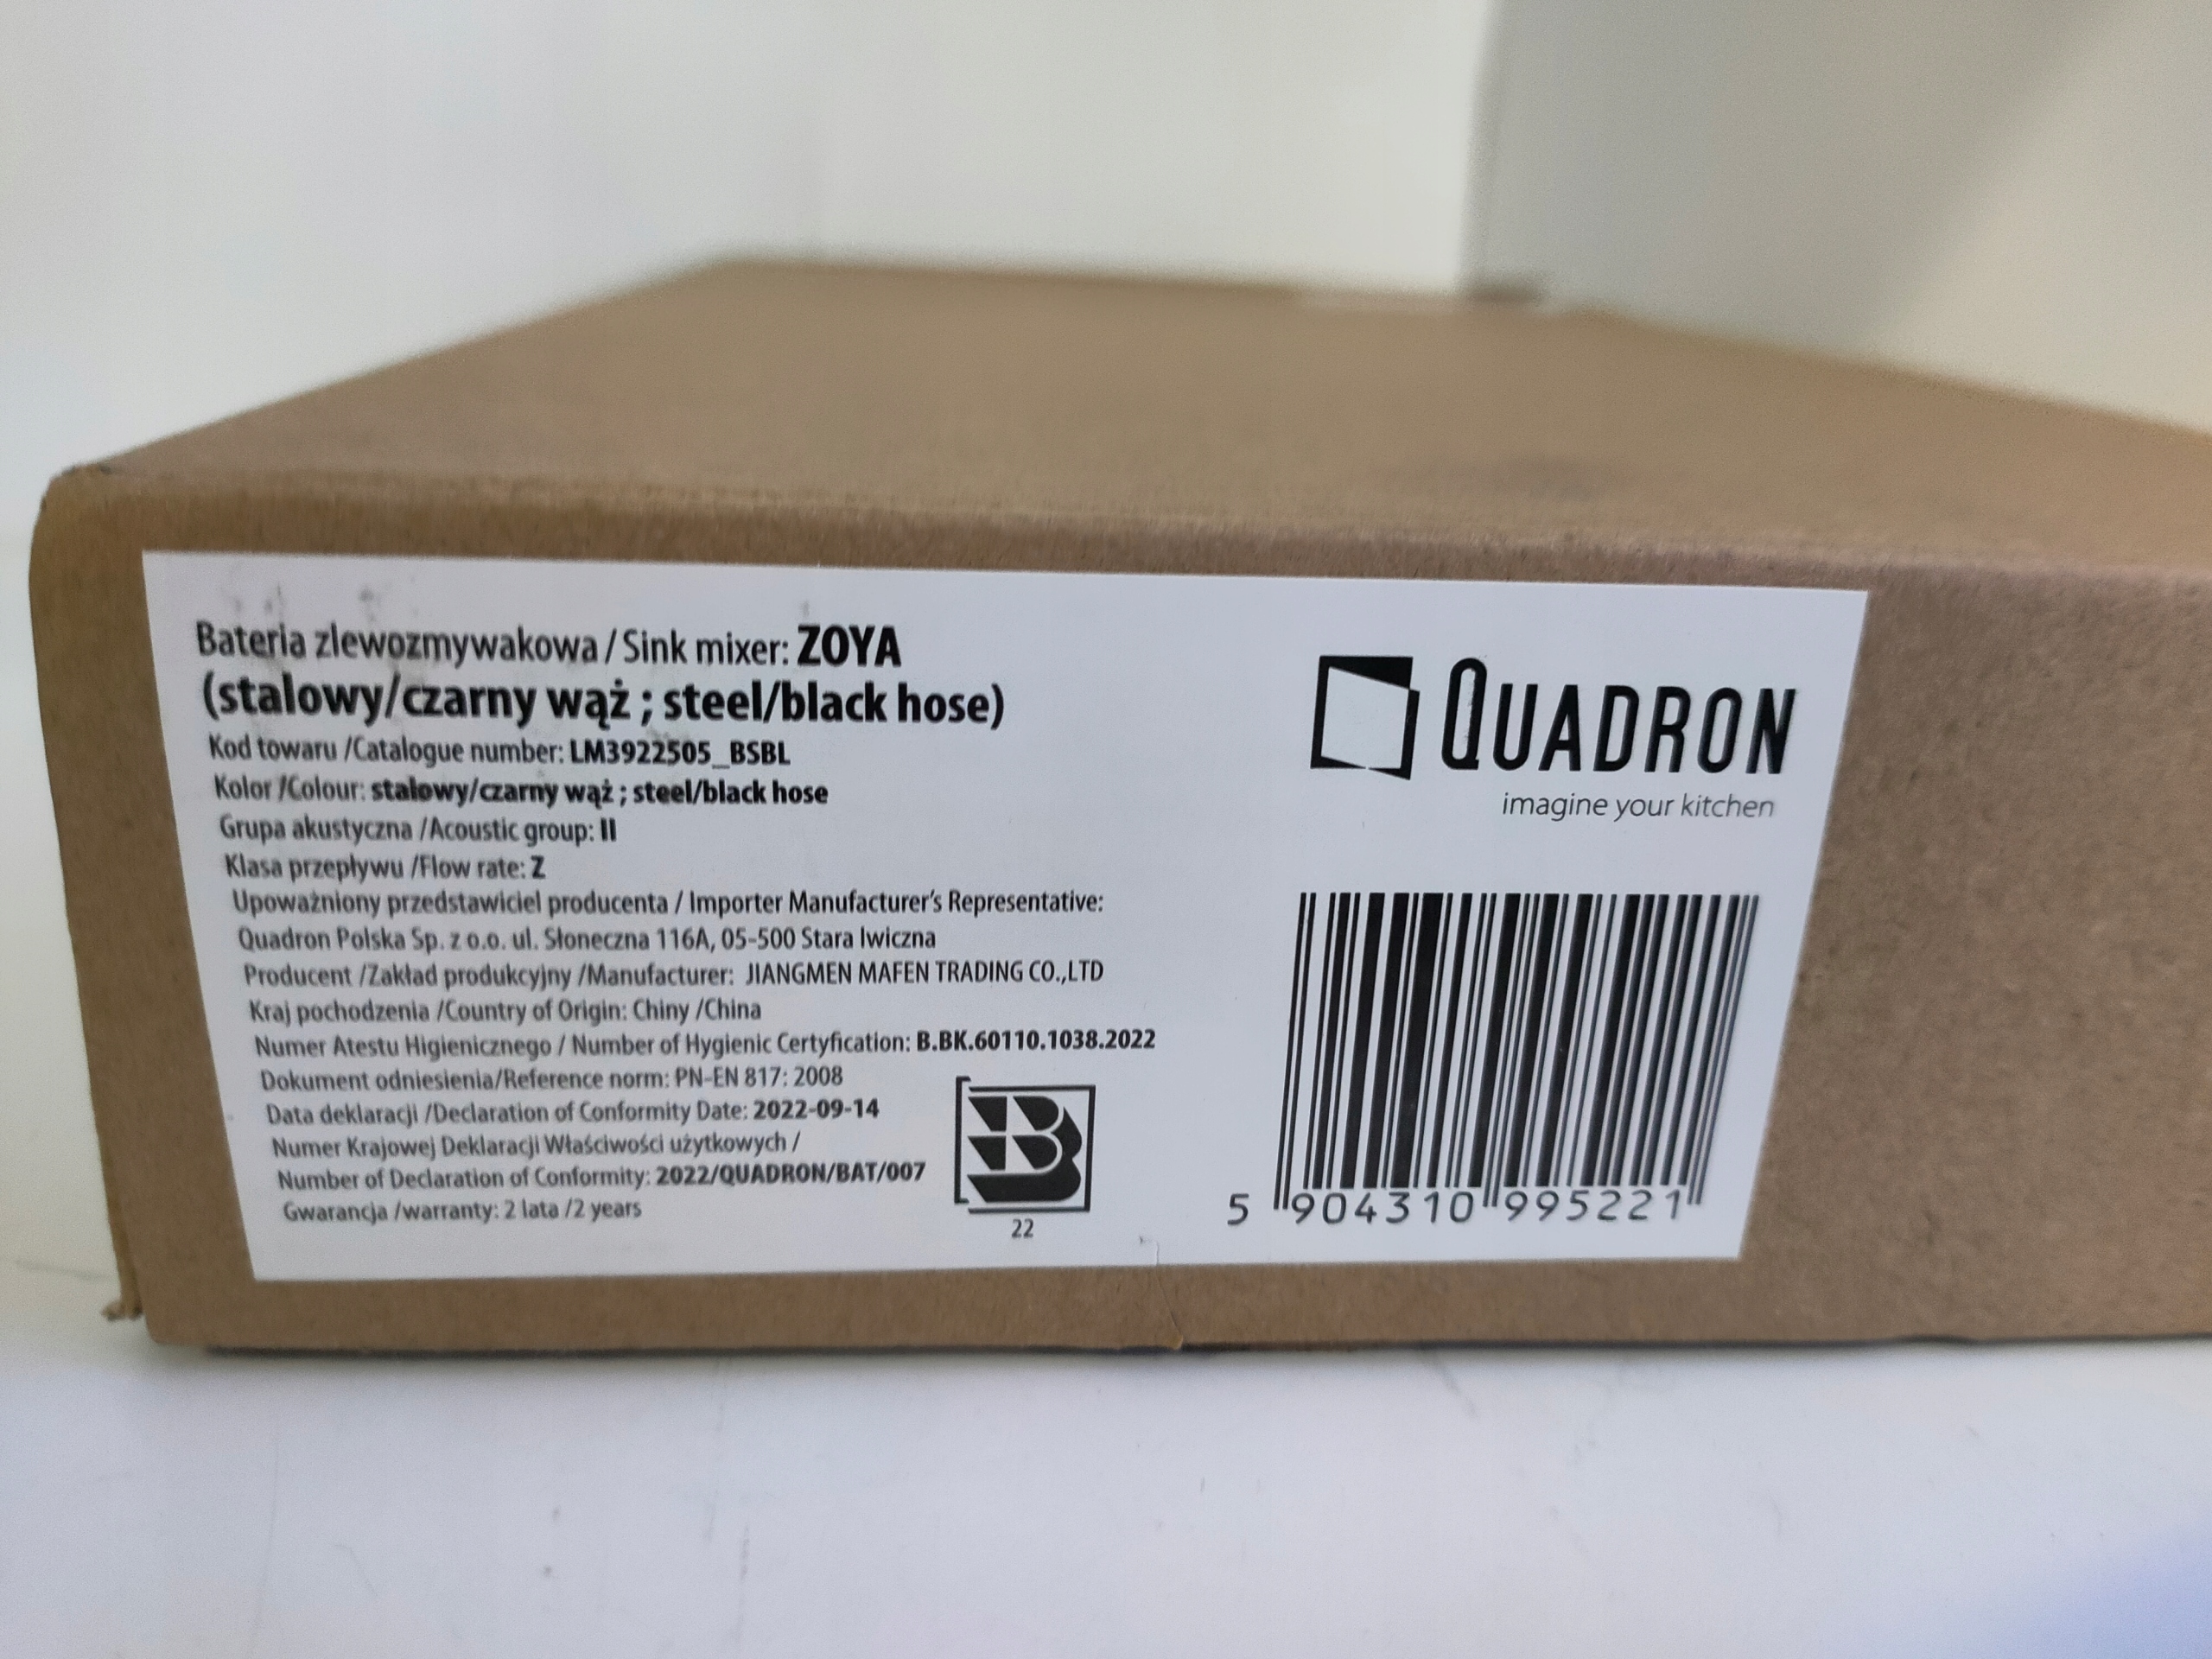 Bateria zlewozmywakowa / Sink mixer: ZOYA
(stalowy/czarny wąż ; steel/black hose)
Kod towaru /Catalogue number: LM3922505_BSBL
Kolor /Colour: stalowy/czarny wąż ; steel/black hose
Grupa akustyczna /Acoustic group: II
Klasa przepływu /Flow rate: Z
Upoważniony przedstawiciel producenta / Importer Manufacturer's Representative:
Quadron Polska Sp. z o.o. ul. Słoneczna 116A, 05-500 Stara Iwiczna
Producent /Zakład produkcyjny /Manufacturer: JIANGMEN MAFEN TRADING CO.,LTD
Kraj pochodzenia /Country of Origin: Chiny /China
Numer Atestu Higienicznego / Number of Hygienic Certyfication: B.BK.60110.1038.2022
Dokument odniesienia/Reference norm: PN-EN 817: 2008
Data deklaracji /Declaration of Conformity Date: 2022-09-14
Numer Krajowej Deklaracji Właściwości użytkowych /
Number of Declaration of Conformity: 2022/QUADRON/BAT/007
Gwarancja /warranty: 2 lata /2 years
B
22
QUADRON
imagine your kitchen
5 904310 995221